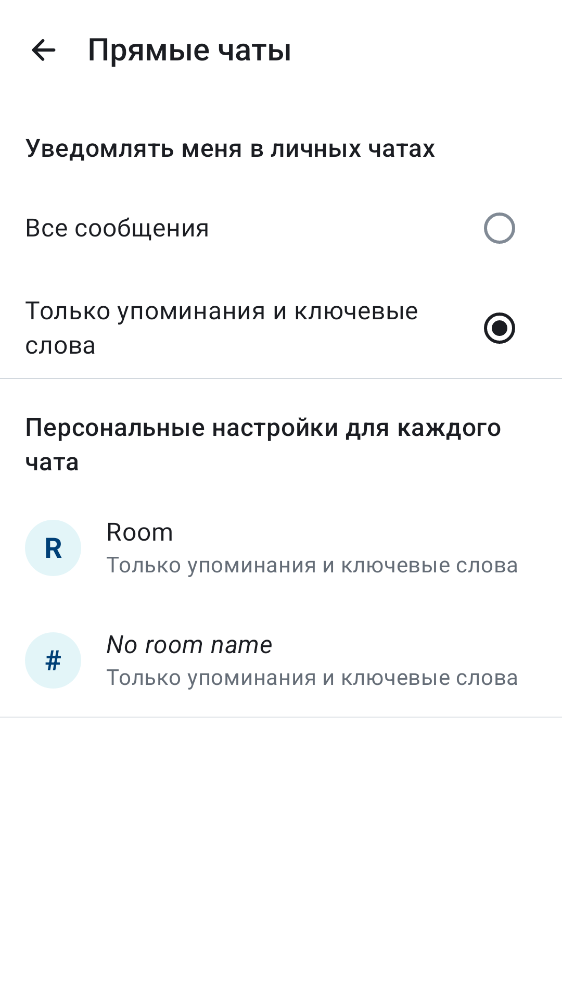 Прямые чаты
Уведомлять меня в личных чатах
Все сообщения
Только упоминания и ключевые
слова
Персональные настройки для каждого
чата
R
Room
Только упоминания и ключевые слова
#
No room name
Только упоминания и ключевые слова